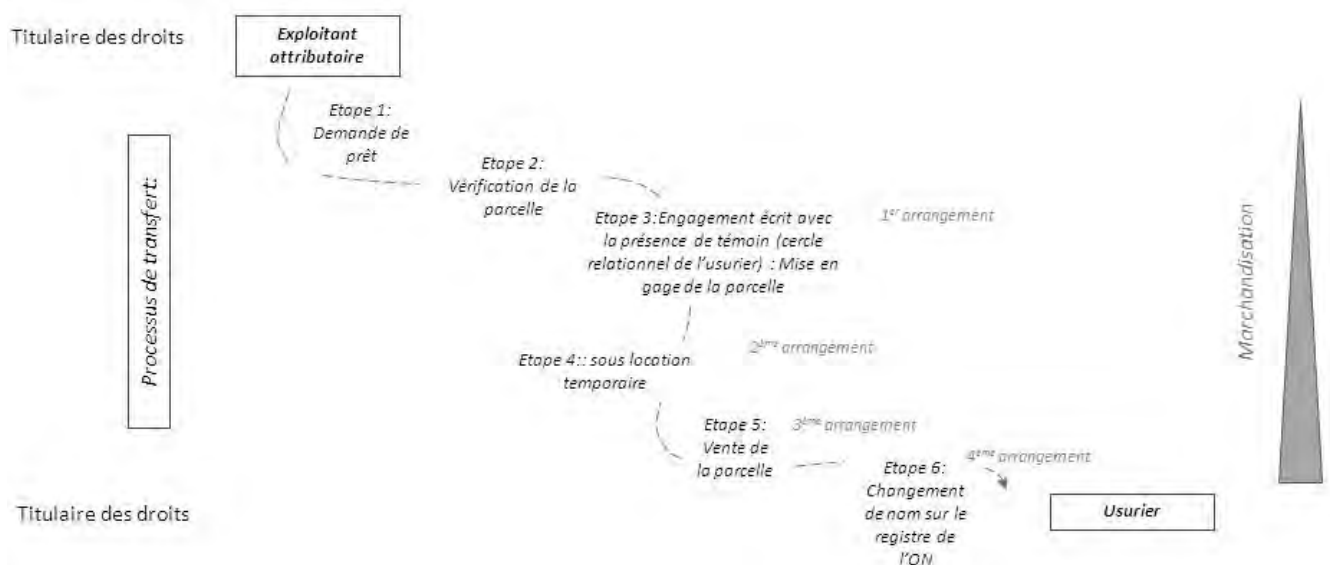 Titulaire des droits
Exploitant
attributaire
Etape 1:
Demande de
prêt
Processus de transfert:
Etape 2:
Vérification de la
parcelle
Etape 3:Engagement écrit avec
la présence de témoin (cercle
relationnel de l'usurier) : Mise en
gage de la parcelle
1er arrangement
Marchandisation
Etape 4:: sous location
temporaire
2ème arrangement
Etape 5:
Vente de
la parcelle
3ème arrangement
Etape 6:
Changement
de nom sur le
registre de
l'ON
4ème arrangement
Titulaire des droits
Usurier